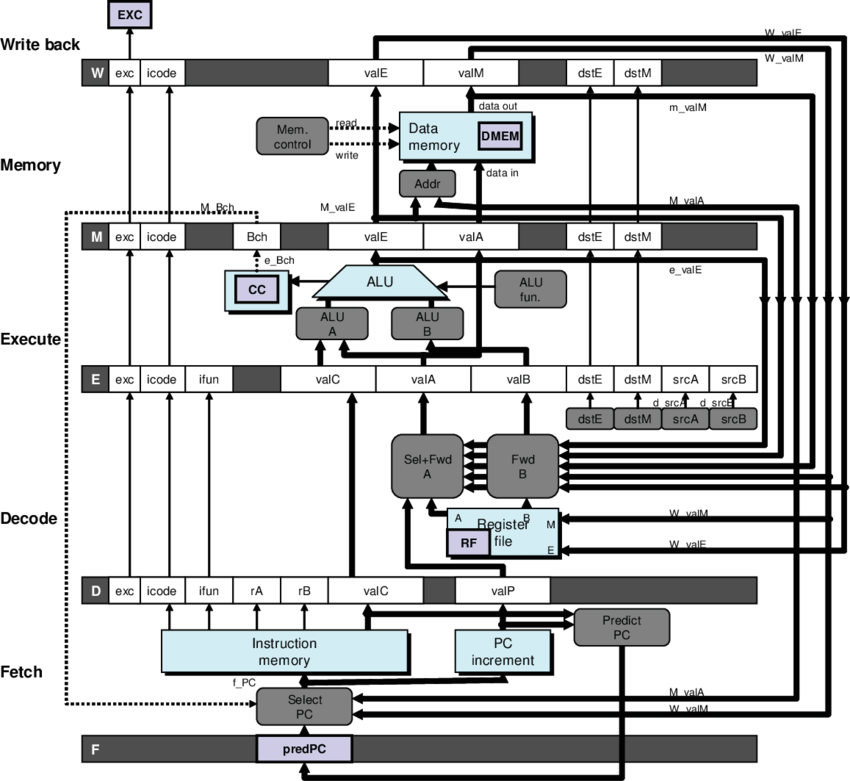 EXC
Write back
W_valE
W_valM
W exc icode valE valM dstE dstM
data out
m_valM
Mem. control
read
write
Data memory
DMEM
Memory
data in
Addr
M_valA
M_Bch
M_valE
M exc icode Bch valE valA dstE dstM
e_Bch
e_valE
CC
ALU
ALU fun.
ALU A
ALU B
Execute
E exc icode ifun valC valA valB dstE dstM srcA srcB
d_srcA
dstE dstM srcA srcB
Sel+Fwd A
Fwd B
Decode
A B M
Register file
RF
E
W_valM
W_valE
D exc icode ifun rA rB valC valP
Predict PC
Instruction memory
PC increment
Fetch
f_PC
M_valA
Select PC
W_valM
F predPC